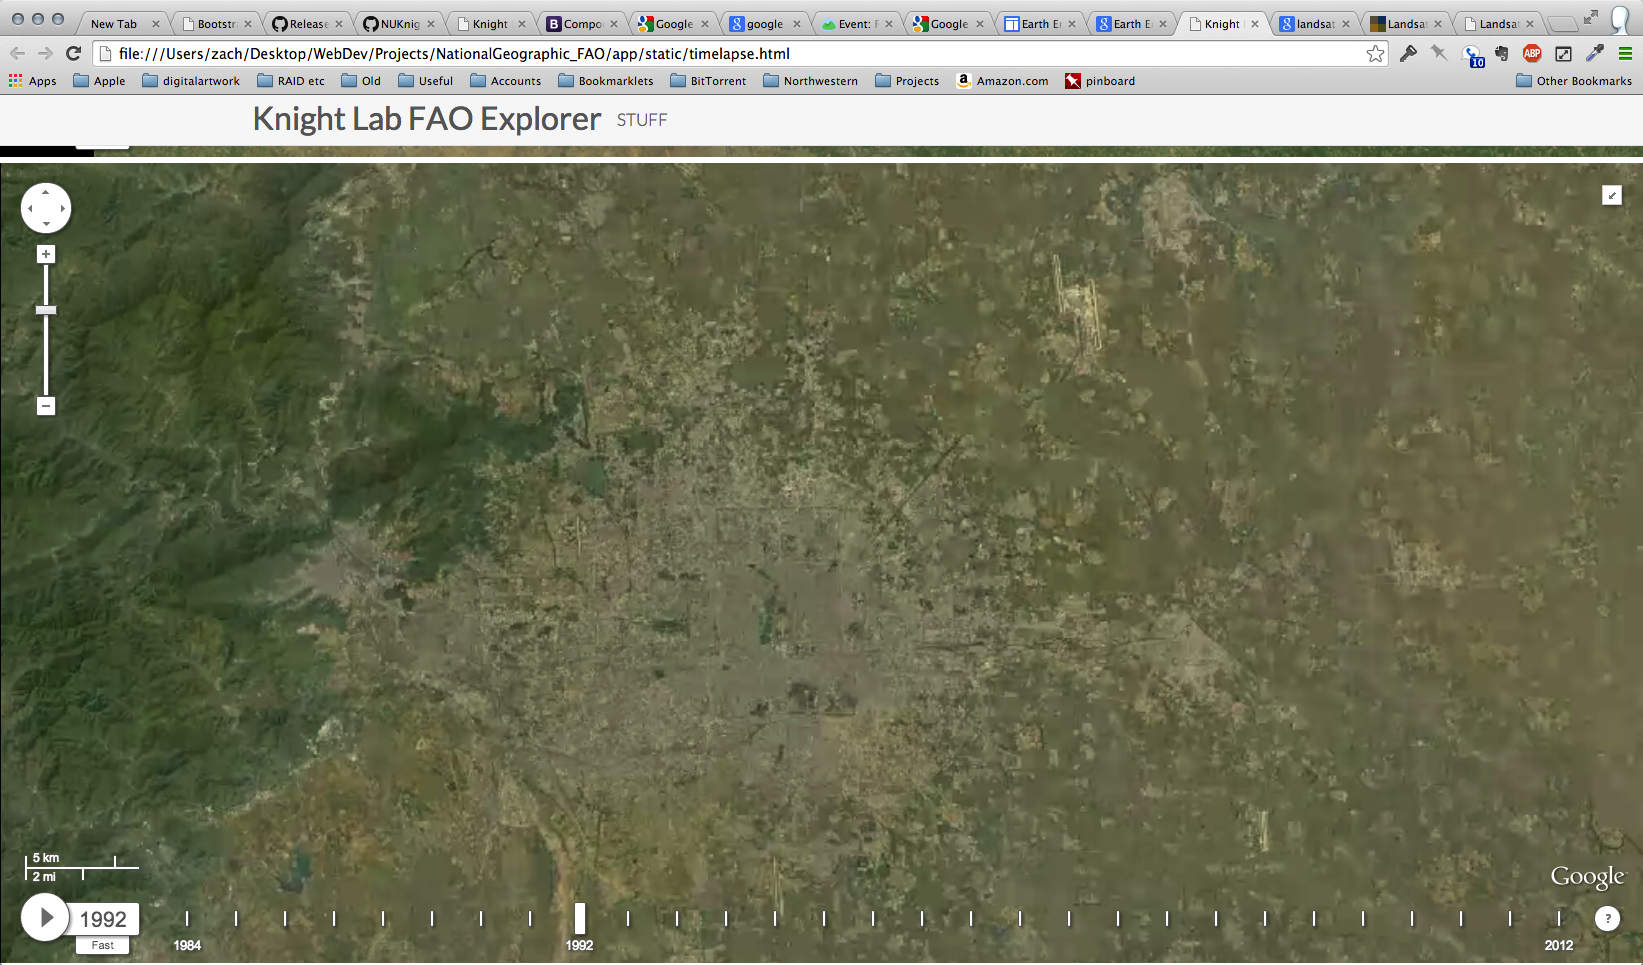 New Tab
Bootstr
Release
NUKnig
Knight
B Compo
Google
google
Event: F
Google
Earth En
Earth E
Knight
landsat
Landsat
Landsat
file:///Users/zach/Desktop/WebDev/Projects/NationalGeographic_FAO/app/static/timelapse.html
10
ABP
Apps Apple digitalartwork RAID etc Old Useful Accounts Bookmarklets BitTorrent Northwestern Projects Amazon.com pinboard Other Bookmarks
Knight Lab FAO Explorer STUFF
+
−
5 km
2 mi
Google
1992
?
Fast
1984 1992 2012